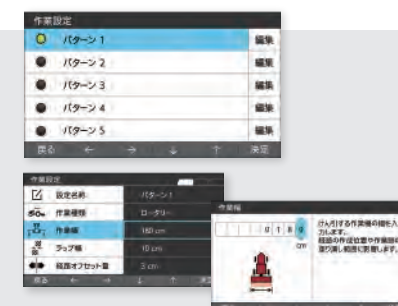 作業設定
パターン 1 編集
パターン 2 編集
パターン 3 編集
パターン 4 編集
パターン 5 編集
戻る ← → ↓ ↑ 決定
作業設定
設定名称 パターン1
作業種類 ロータリー
作業幅 180 cm
ラップ幅 10 cm
経路オフセット量 3 cm
戻る ← → ↓ ↑
作業幅
0 1 8 0
cm
けん引する作業機の幅を入
力します。